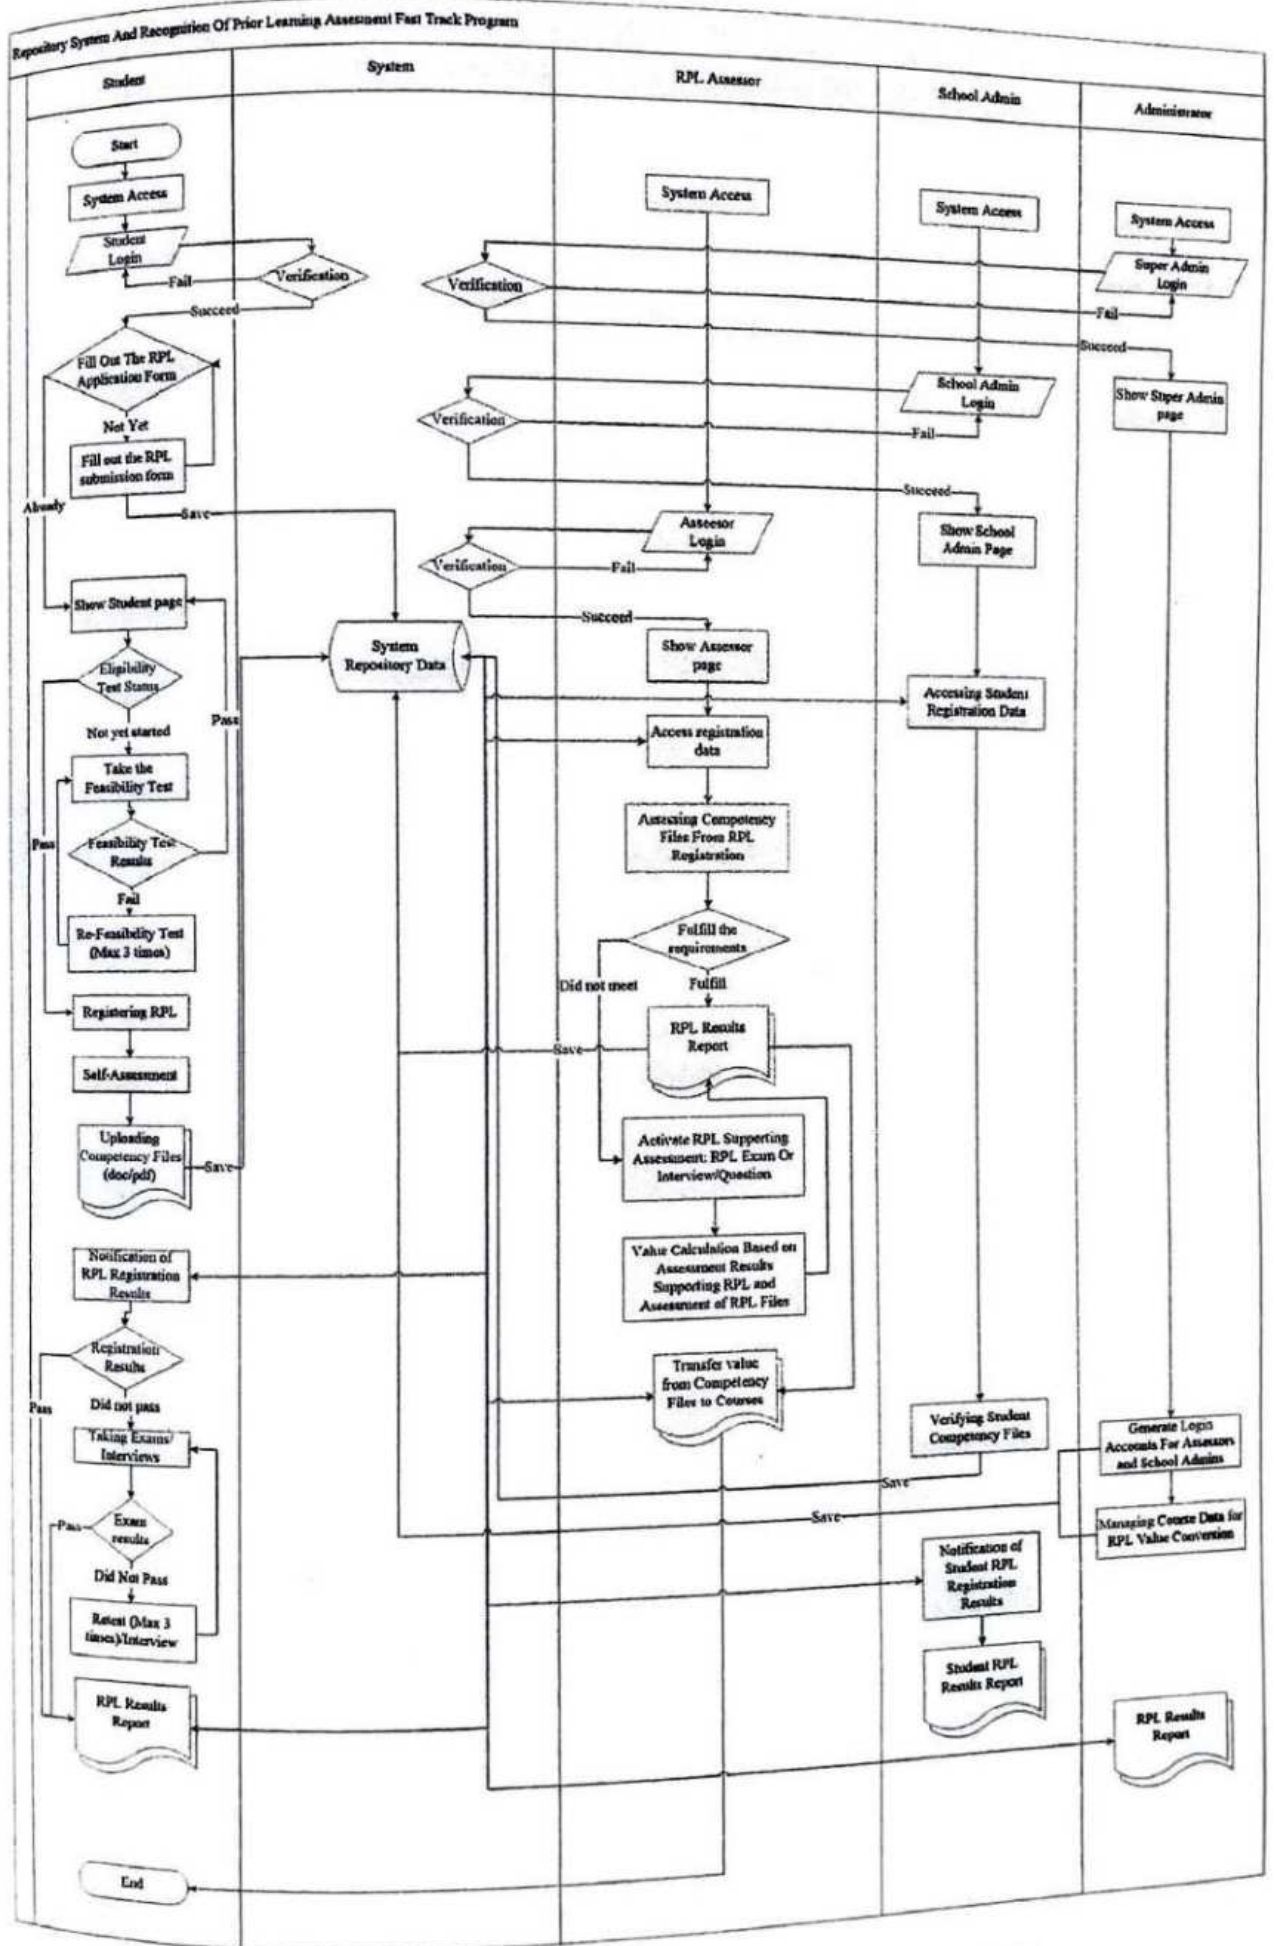 Repository System And Recognition Of Prior Learning Assesment Fast Track Program
Student
System
RPL Assessor
School Admin
Administrator
Start
System Access
Student
Login
Verification
Fail
Succeed
Fill Out The RPL
Application Form
Not Yet
Fill out the RPL
submission form
Already
Save
Show Student page
Eligibility
Test Status
Not yet started
Pass
Take the
Feasibility Test
Pass
Feasibility Test
Results
Fail
Re-Feasibility Test
(Max 3 times)
Registering RPL
Self-Assessment
Uploading
Competency Files
(doc/pdf)
Save
Notification of
RPL Registration
Results
Registration
Results
Pass
Did not pass
Taking Exams/
Interviews
Pass
Exam
results
Did Not Pass
Retest (Max 3
times)/Interview
RPL Results
Report
End
Verification
Verification
Verification
System
Repository Data
System Access
Assessor
Login
Fail
Succeed
Show Assessor
page
Access registration
data
Assessing Competency
Files From RPL
Registration
Fulfill the
requirements
Did not meet
Fulfill
RPL Results
Report
Save
Activate RPL Supporting
Assessment: RPL Exam Or
Interview/Question
Value Calculation Based on
Assessment Results
Supporting RPL and
Assessment of RPL Files
Transfer value
from Competency
Files to Courses
System Access
School Admin
Login
Fail
Succeed
Show School
Admin Page
Accessing Student
Registration Data
Verifying Student
Competency Files
Save
Save
Notification of
Student RPL
Registration
Results
Student RPL
Results Report
System Access
Super Admin
Login
Fail
Succeed
Show Super Admin
page
Generate Login
Accounts For Assessors
and School Admins
Managing Course Data for
RPL Value Conversion
RPL Results
Report